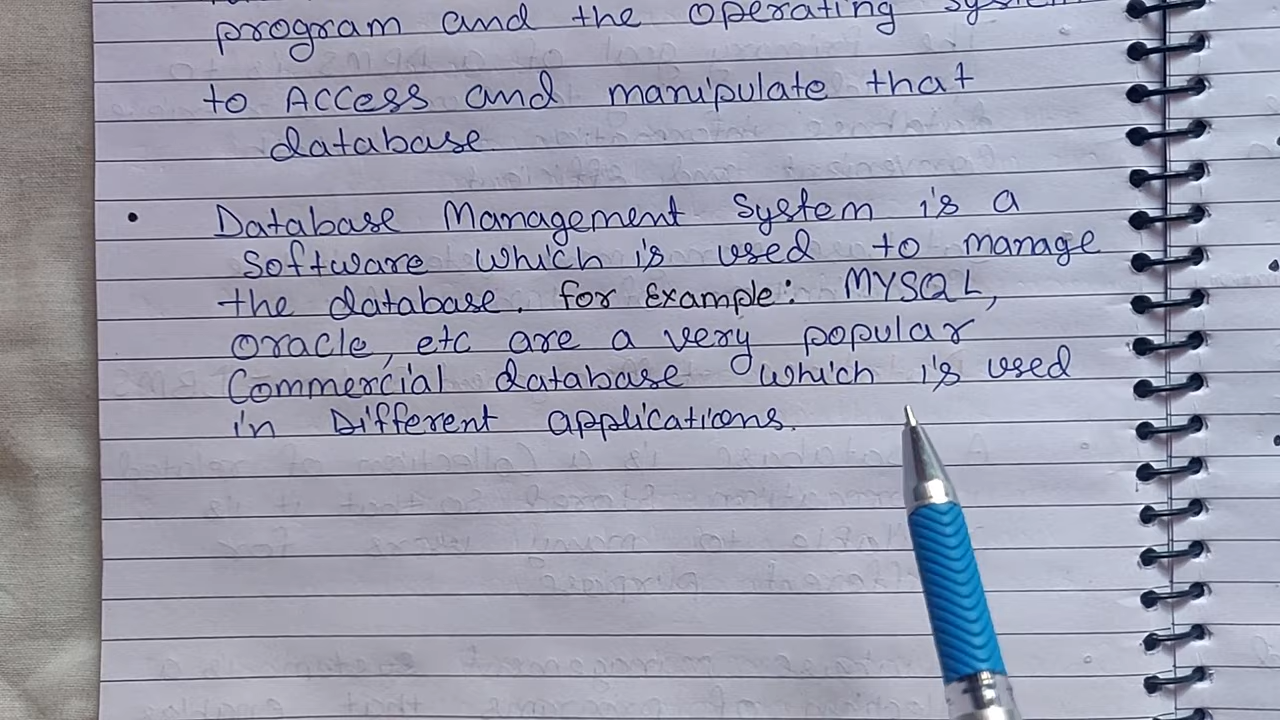 program and the operating system
to Access and manipulate that
database
• Database Management System is a
Software which is used to manage
the database. for Example: MYSQL,
oracle, etc are a very popular
Commercial database which is used
in Different applications.